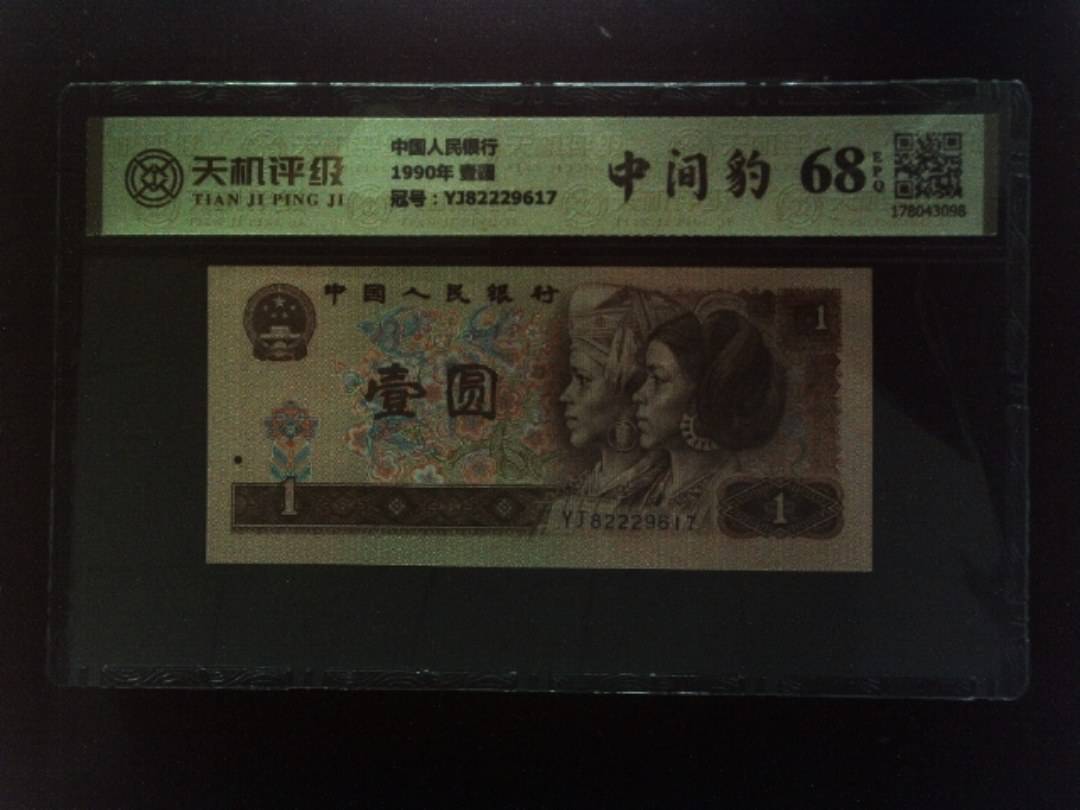 天机评级
TIAN JI PING JI
中国人民银行
1990年 壹圆
冠号：YJ82229617
中间豹
68
EPQ
178043098
中国人民银行
壹圆
1
1
YJ82229617
1